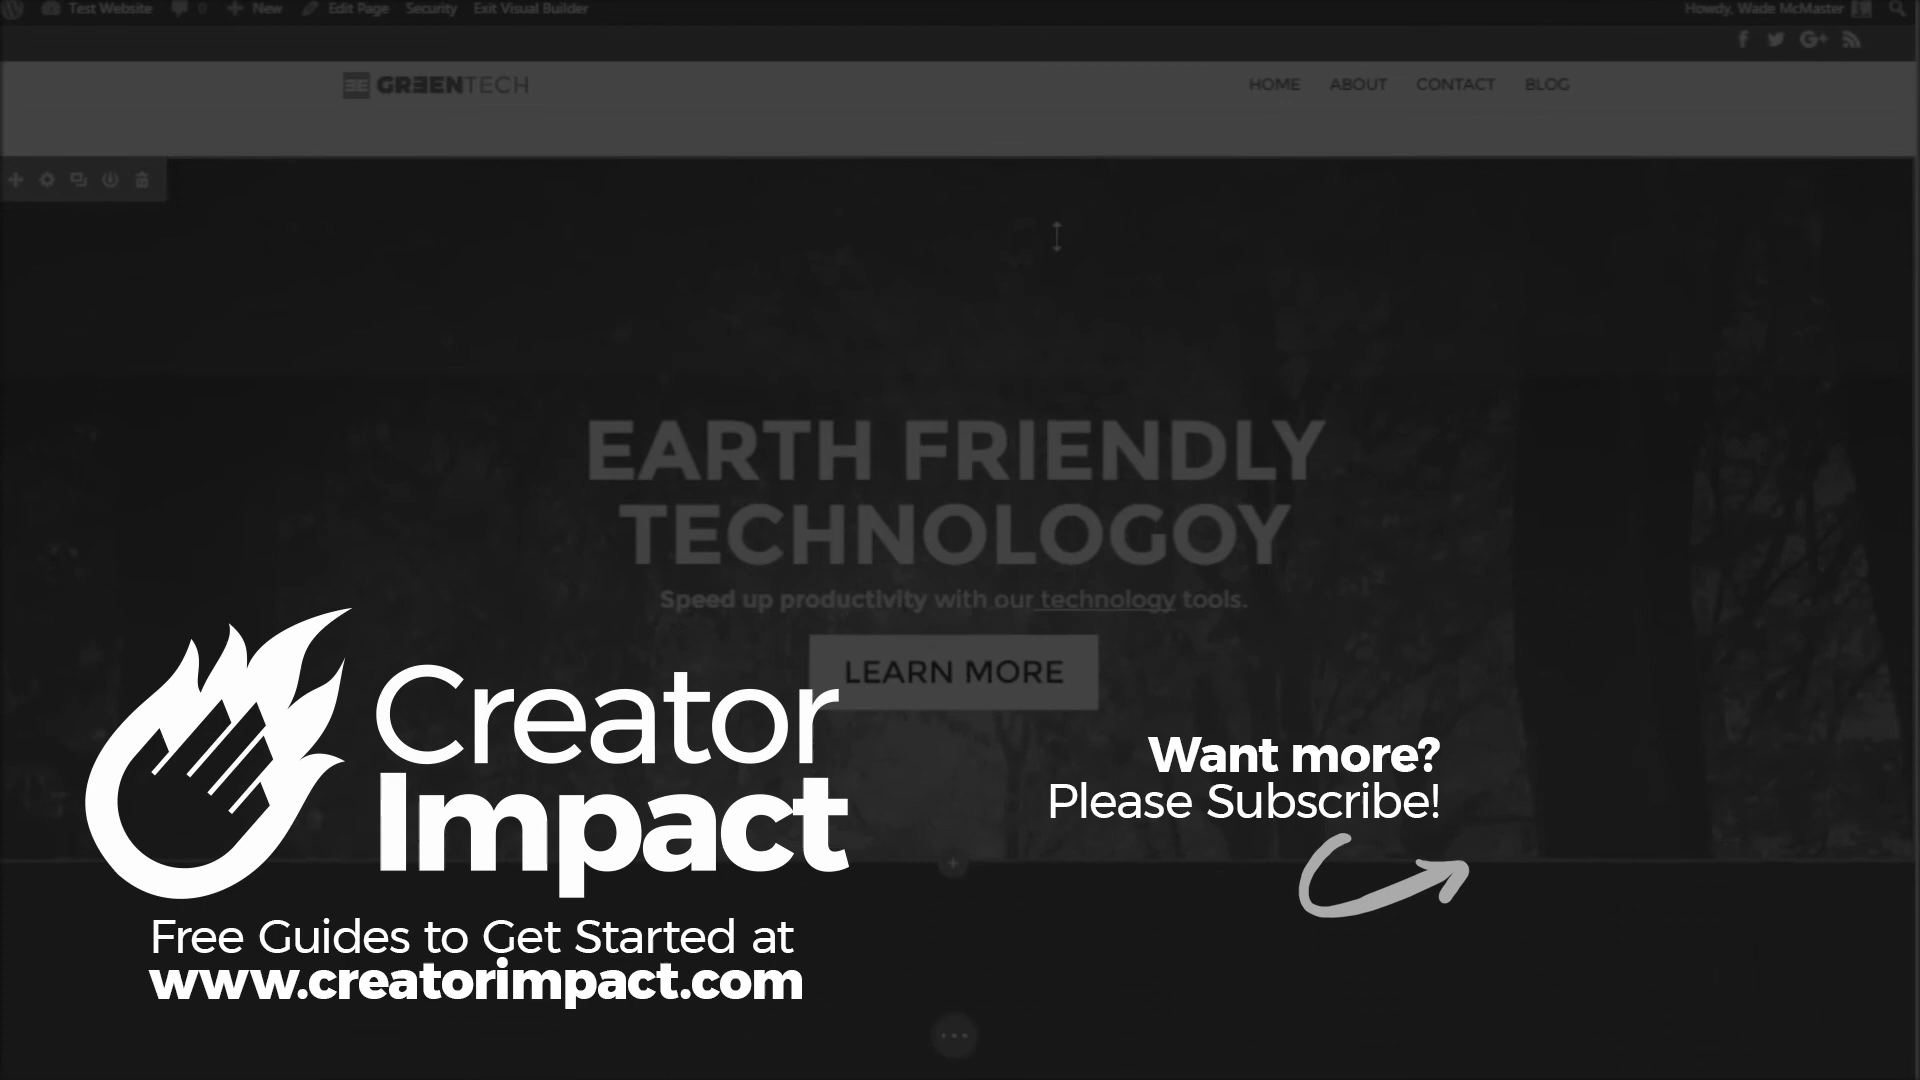 Test Website 0 New Edit Page Security Exit Visual Builder Howdy, Wade McMaster
GREENTECH HOME ABOUT CONTACT BLOG
EARTH FRIENDLY
TECHNOLOGOY
Speed up productivity with our technology tools.
LEARN MORE
Creator
Impact
Want more?
Please Subscribe!
Free Guides to Get Started at
www.creatorimpact.com